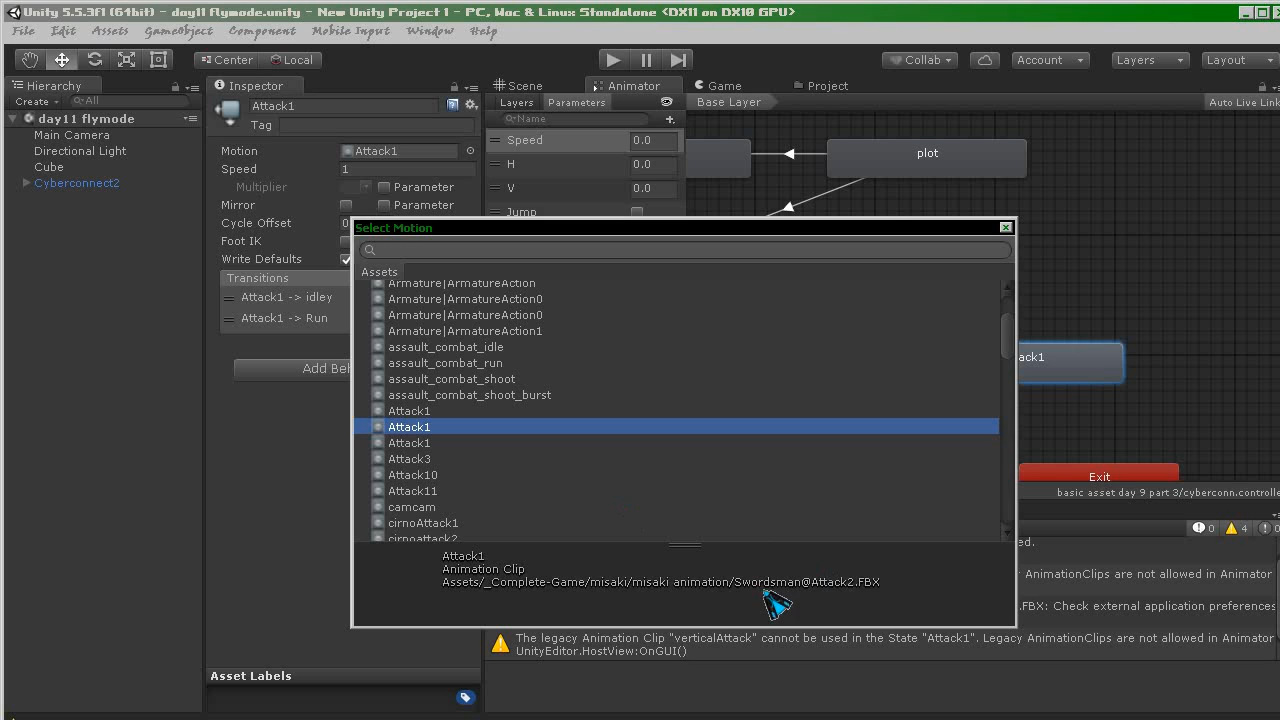 Unity 5.5.3f1 (64bit) - day11 flymode.unity - New Unity Project 1 - PC, Mac & Linux Standalone <DX11 on DX10 GPU>
File Edit Assets GameObject Component Mobile Input Window Help
Center Local Collab Account Layers Layout
Hierarchy
Create All
day11 flymode
Main Camera
Directional Light
Cube
Cyberconnect2
Inspector
Attack1
Tag
Motion Attack1
Speed 1
Multiplier Parameter
Mirror Parameter
Cycle Offset 0
Foot IK
Write Defaults
Transitions
Attack1 -> idley
Attack1 -> Run
Add Be
Asset Labels
Scene Animator Game Project
Layers Parameters Base Layer Auto Live Link
Name
Speed 0.0
H 0.0
V 0.0
Jump
plot
ack1
Exit
basic asset day 9 part 3/cyberconn.controlle
Select Motion
Assets
Armature|ArmatureAction
Armature|ArmatureAction0
Armature|ArmatureAction0
Armature|ArmatureAction1
assault_combat_idle
assault_combat_run
assault_combat_shoot
assault_combat_shoot_burst
Attack1
Attack1
Attack1
Attack3
Attack10
Attack11
camcam
cirnoAttack1
cirnoattack2
Attack1
Animation Clip
Assets/_Complete-Game/misaki/misaki animation/Swordsman@Attack2.FBX
0 4 0
ed.
AnimationClips are not allowed in Animator
.FBX: Check external application preferences
The legacy Animation Clip "verticalAttack" cannot be used in the State "Attack1". Legacy AnimationClips are not allowed in Animator
UnityEditor.HostView:OnGUI()